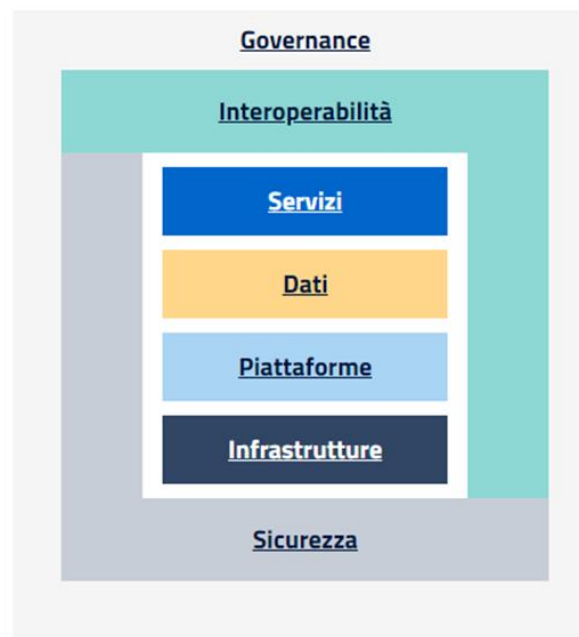 Governance
Interoperabilità
Servizi
Dati
Piattaforme
Infrastrutture
Sicurezza